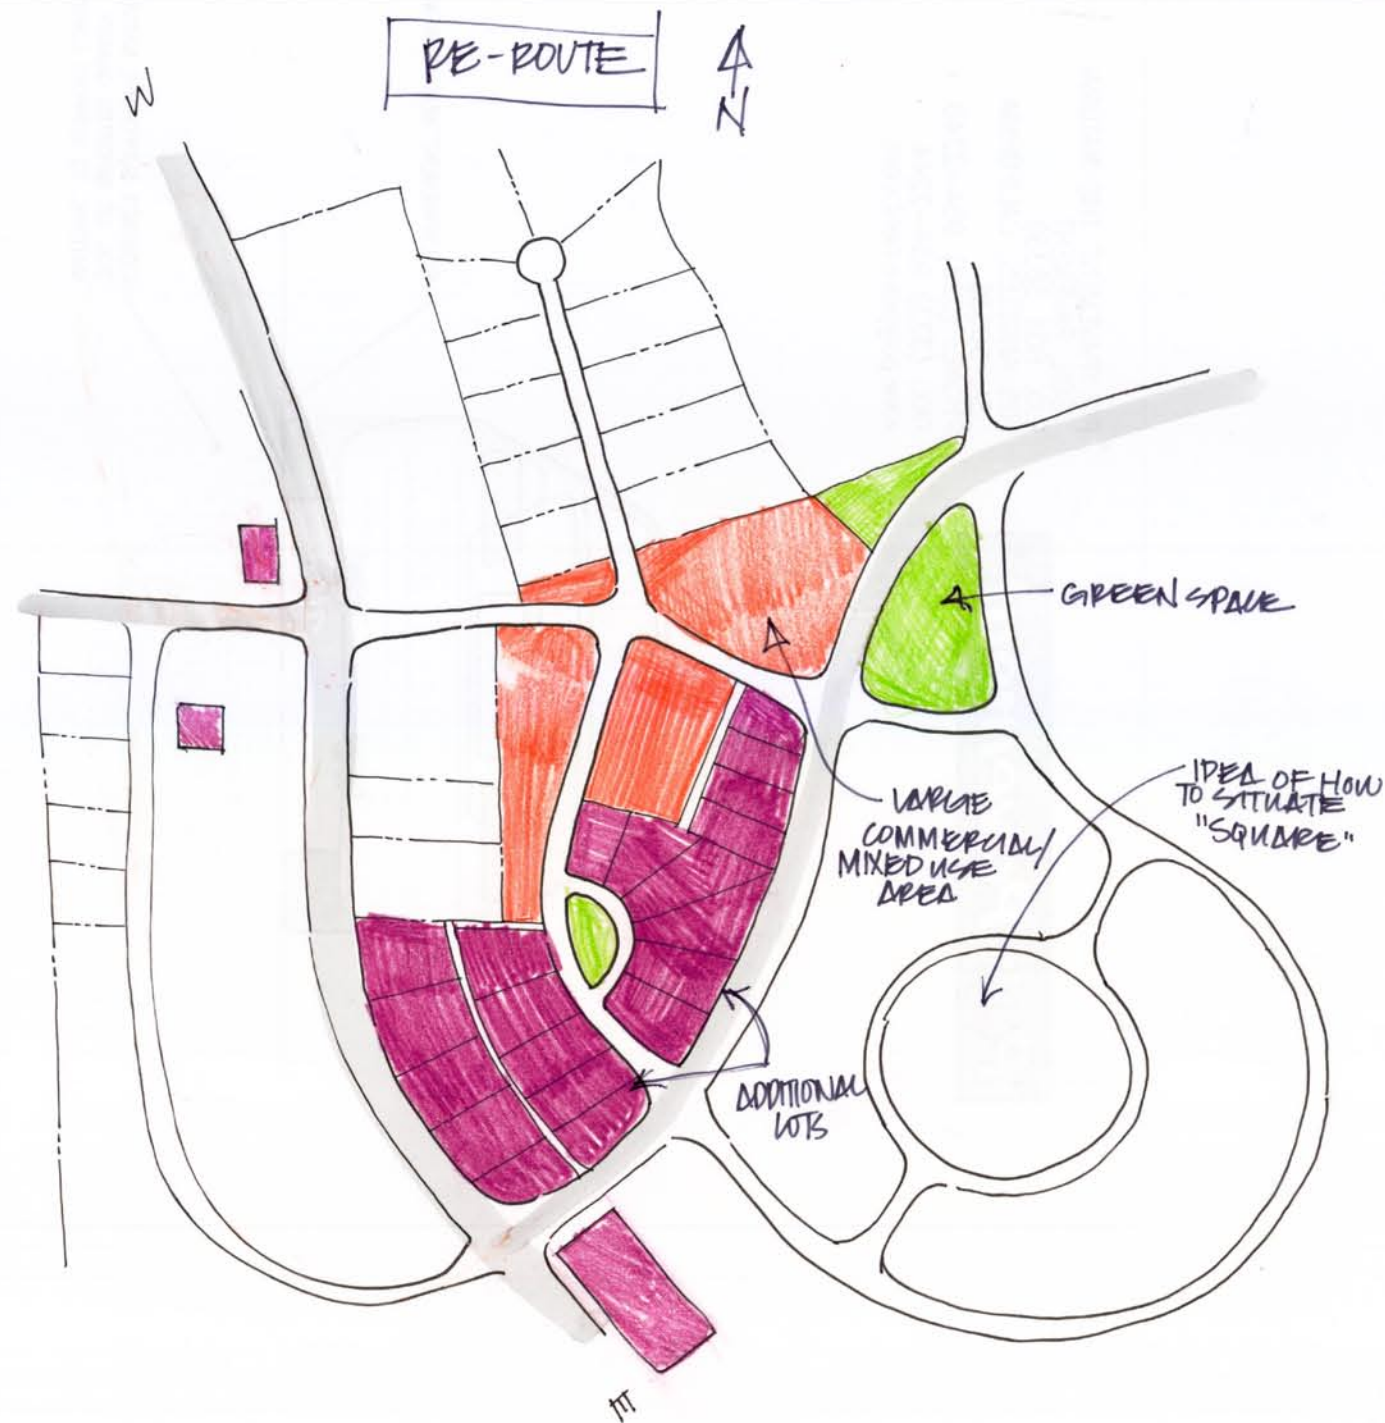 RE-ROUTE
N
W
GREEN SPACE
IDEA OF HOW
TO SITUATE
"SQUARE"
LARGE
COMMERCIAL/
MIXED USE
AREA
ADDITIONAL
LOTS
E